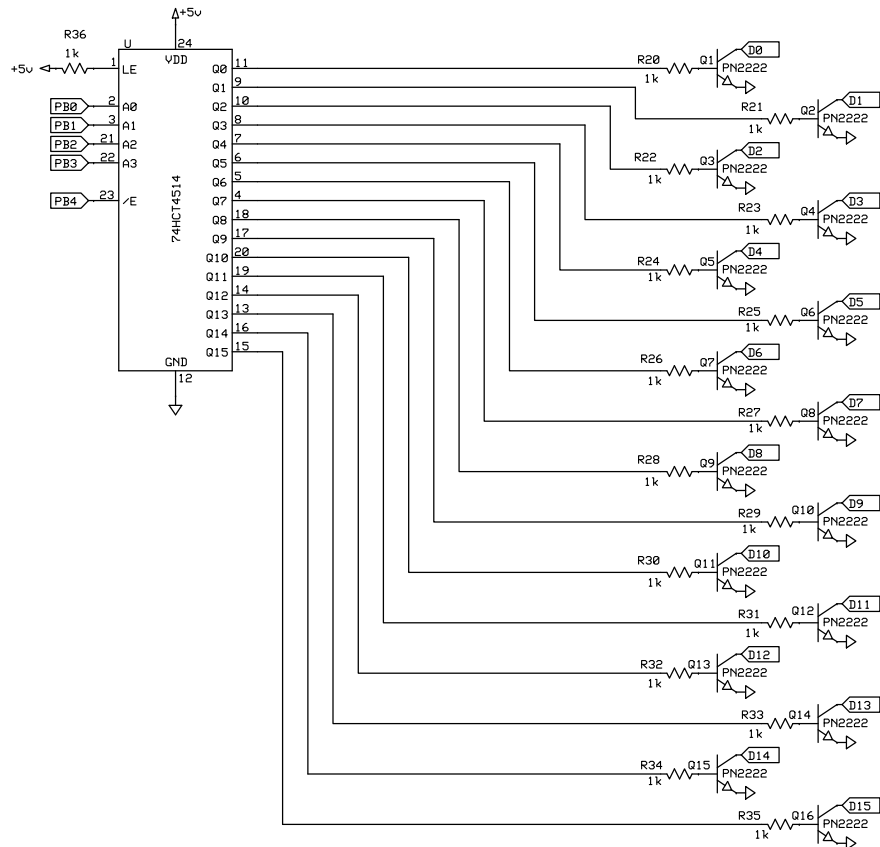 +5v
R36
1k
+5v
U
24
VDD
1
LE
PB0
2
A0
PB1
3
A1
PB2
21
A2
PB3
22
A3
PB4
23
/E
74HCT4514
GND
12
Q0
11
Q1
9
Q2
10
Q3
8
Q4
7
Q5
6
Q6
5
Q7
4
Q8
18
Q9
17
Q10
20
Q11
19
Q12
14
Q13
13
Q14
16
Q15
15
R20
1k
Q1
D0
PN2222
R21
1k
Q2
D1
PN2222
R22
1k
Q3
D2
PN2222
R23
1k
Q4
D3
PN2222
R24
1k
Q5
D4
PN2222
R25
1k
Q6
D5
PN2222
R26
1k
Q7
D6
PN2222
R27
1k
Q8
D7
PN2222
R28
1k
Q9
D8
PN2222
R29
1k
Q10
D9
PN2222
R30
1k
Q11
D10
PN2222
R31
1k
Q12
D11
PN2222
R32
1k
Q13
D12
PN2222
R33
1k
Q14
D13
PN2222
R34
1k
Q15
D14
PN2222
R35
1k
Q16
D15
PN2222